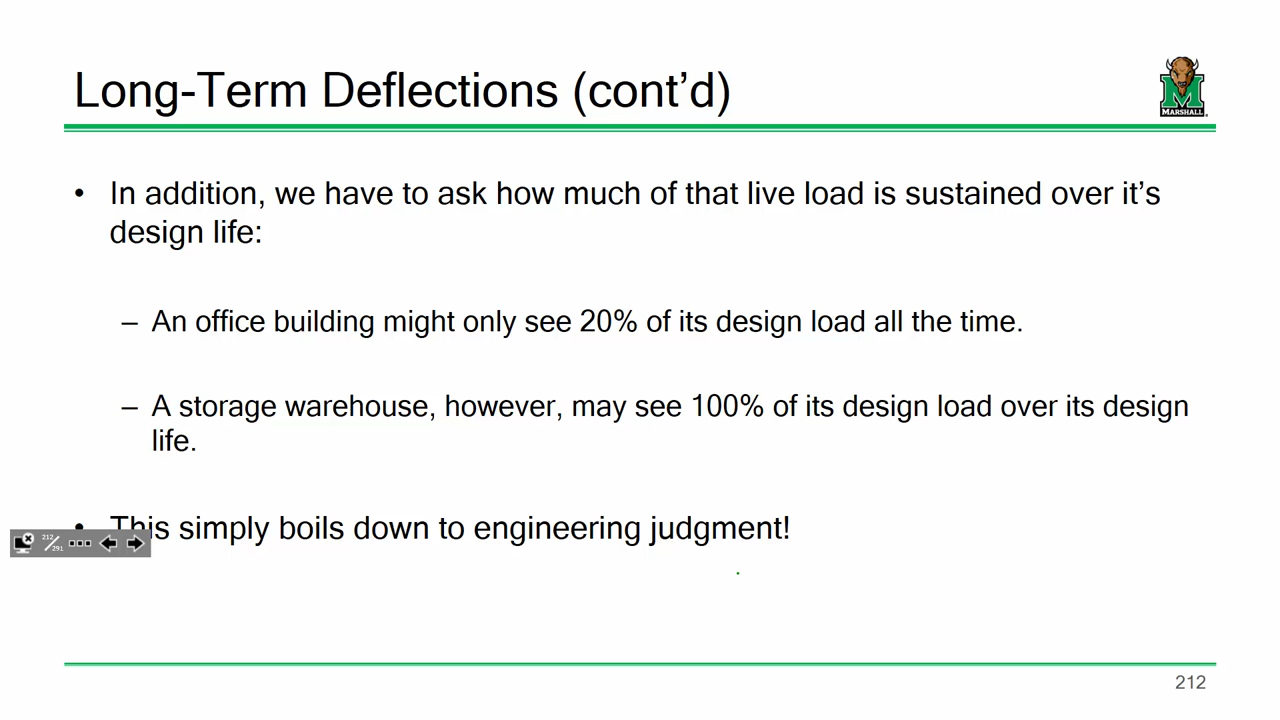 Long-Term Deflections (cont’d)
MARSHALL
• In addition, we have to ask how much of that live load is sustained over it’s
design life:
– An office building might only see 20% of its design load all the time.
– A storage warehouse, however, may see 100% of its design load over its design
life.
• This simply boils down to engineering judgment!
212/291
212